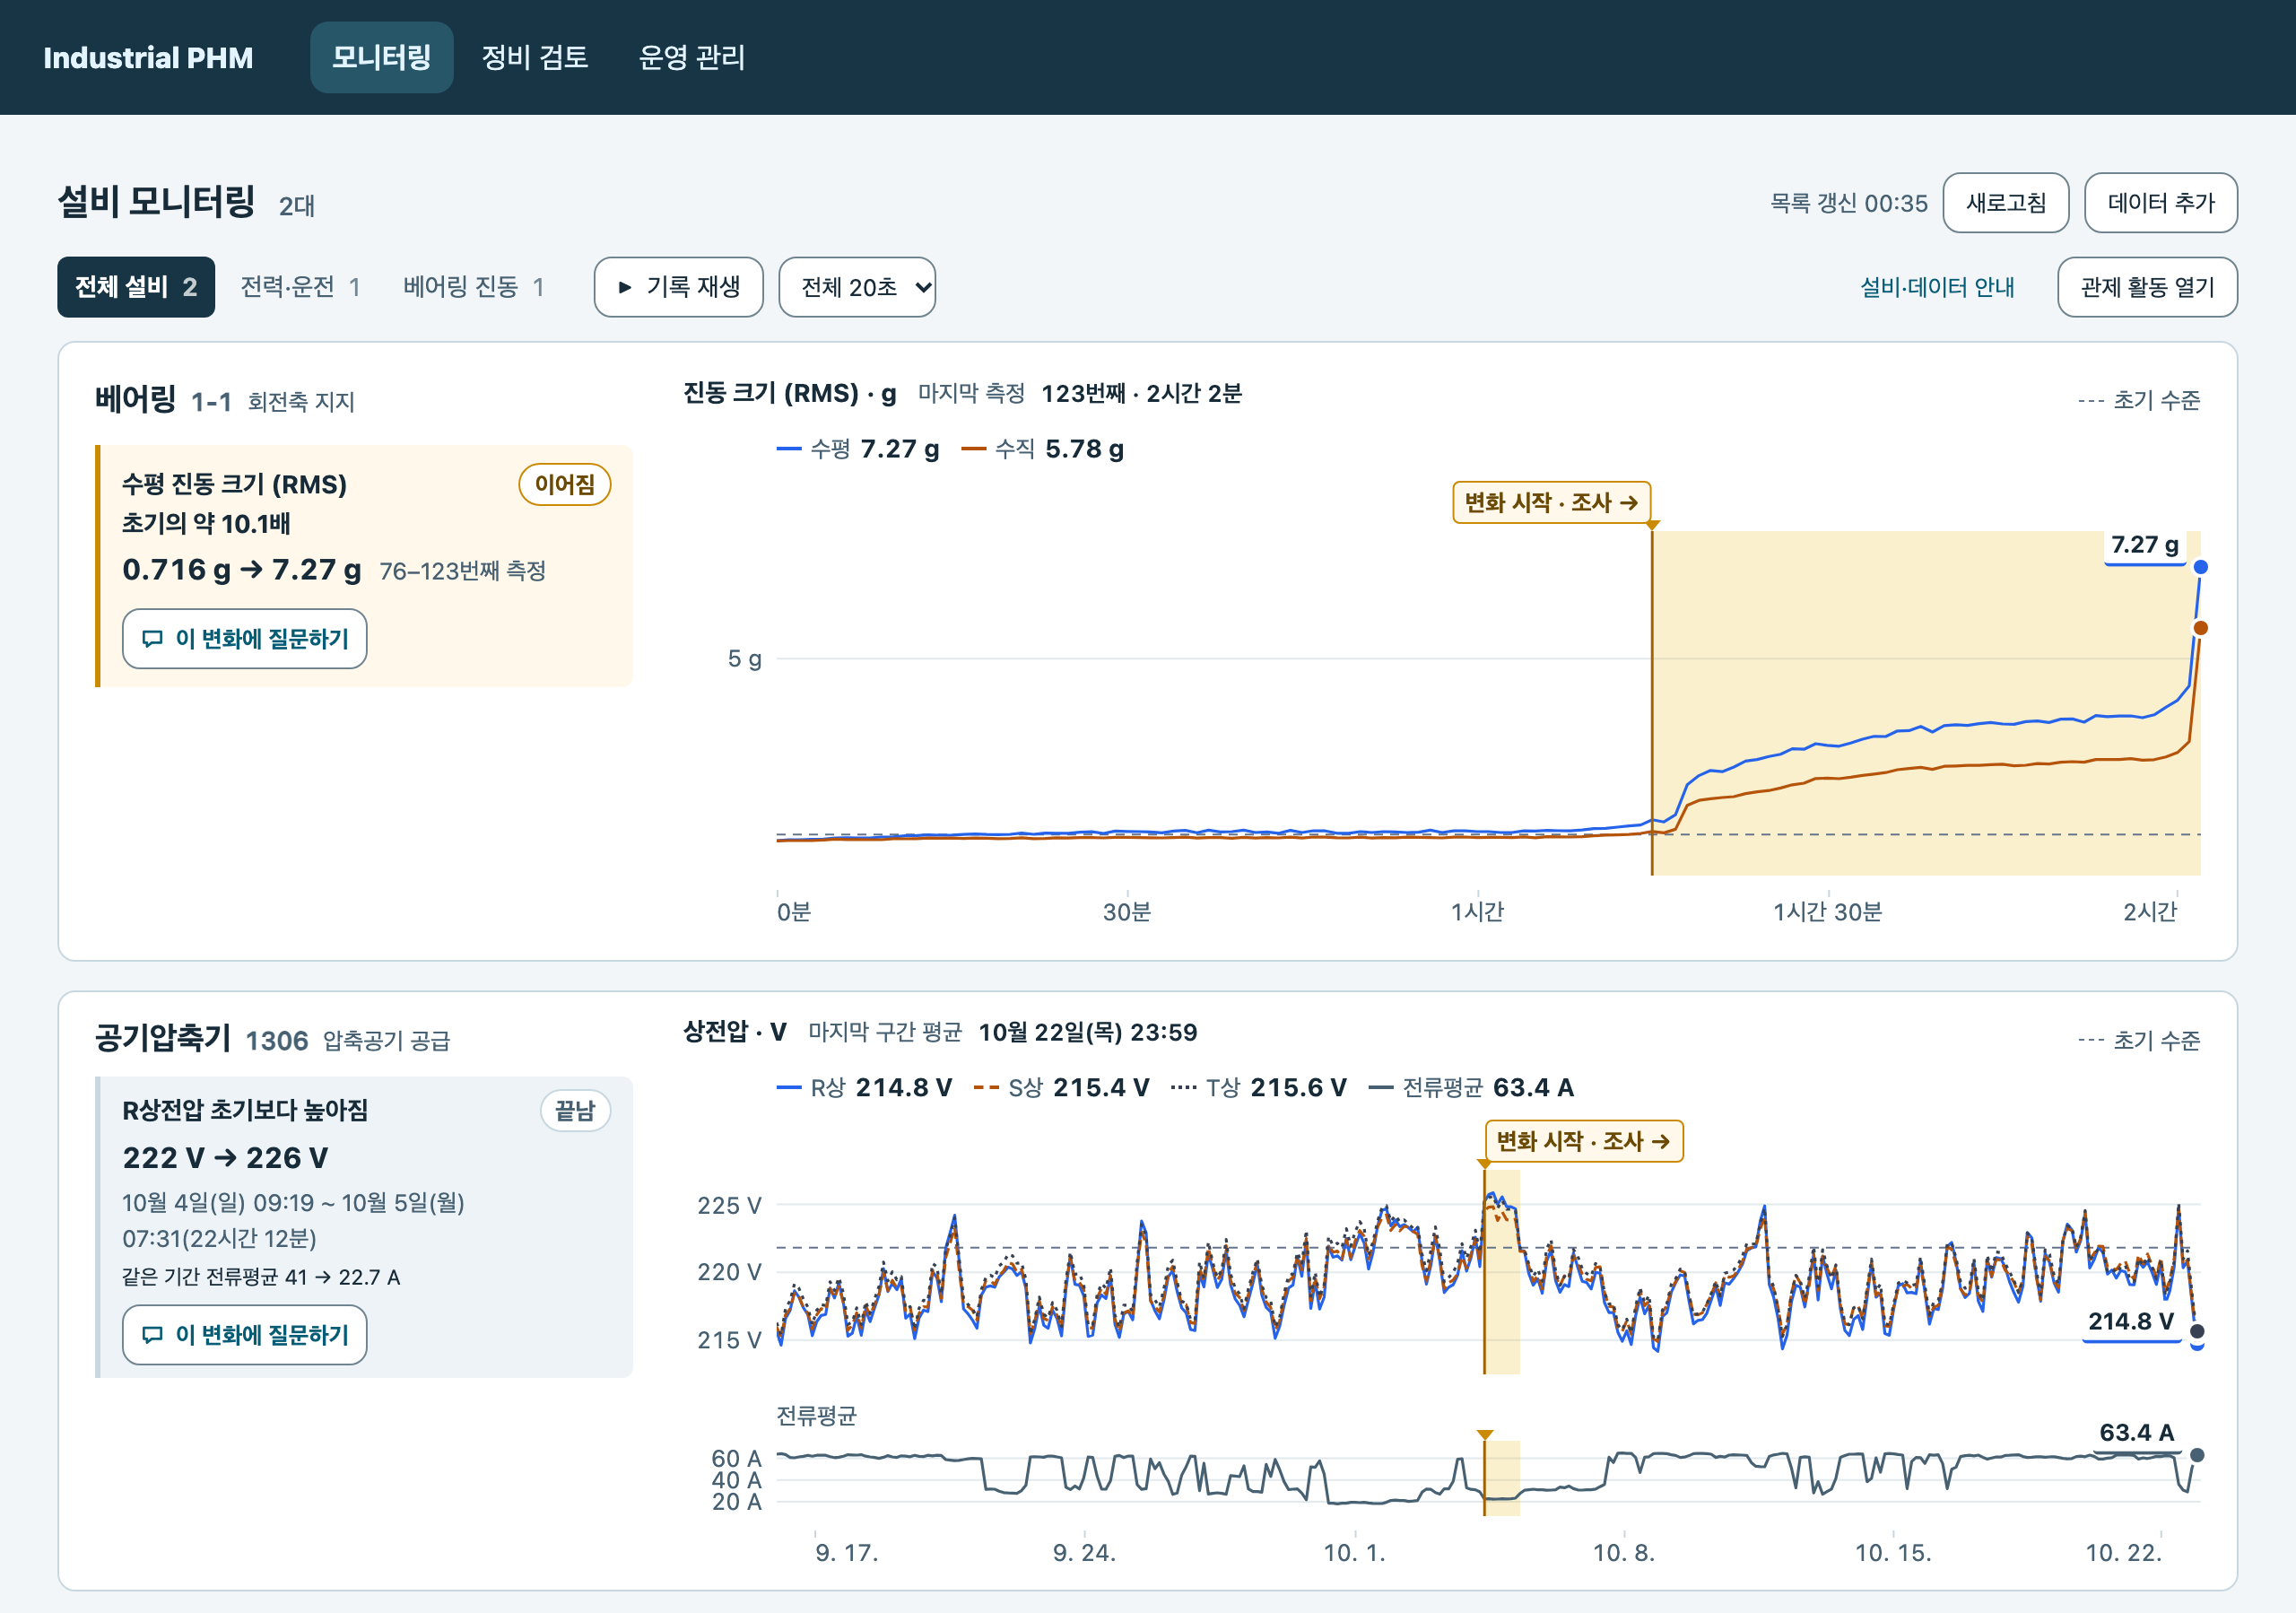 Industrial PHM 모니터링 정비 검토 운영 관리
설비 모니터링 2대 목록 갱신 00:35 새로고침 데이터 추가
전체 설비 2 전력·운전 1 베어링 진동 1 기록 재생 전체 20초 설비·데이터 안내 관제 활동 열기
베어링 1-1 회전축 지지
수평 진동 크기 (RMS) 이어짐
초기의 약 10.1배
0.716 g → 7.27 g 76–123번째 측정
이 변화에 질문하기
진동 크기 (RMS) · g 마지막 측정 123번째 · 2시간 2분 --- 초기 수준
수평 7.27 g 수직 5.78 g
변화 시작 · 조사 →
7.27 g
5 g
0분 30분 1시간 1시간 30분 2시간
공기압축기 1306 압축공기 공급
R상전압 초기보다 높아짐 끝남
222 V → 226 V
10월 4일(일) 09:19 ~ 10월 5일(월)
07:31(22시간 12분)
같은 기간 전류평균 41 → 22.7 A
이 변화에 질문하기
상전압 · V 마지막 구간 평균 10월 22일(목) 23:59 --- 초기 수준
R상 214.8 V S상 215.4 V T상 215.6 V 전류평균 63.4 A
변화 시작 · 조사 →
225 V
220 V
215 V
214.8 V
전류평균
63.4 A
60 A
40 A
20 A
9. 17. 9. 24. 10. 1. 10. 8. 10. 15. 10. 22.